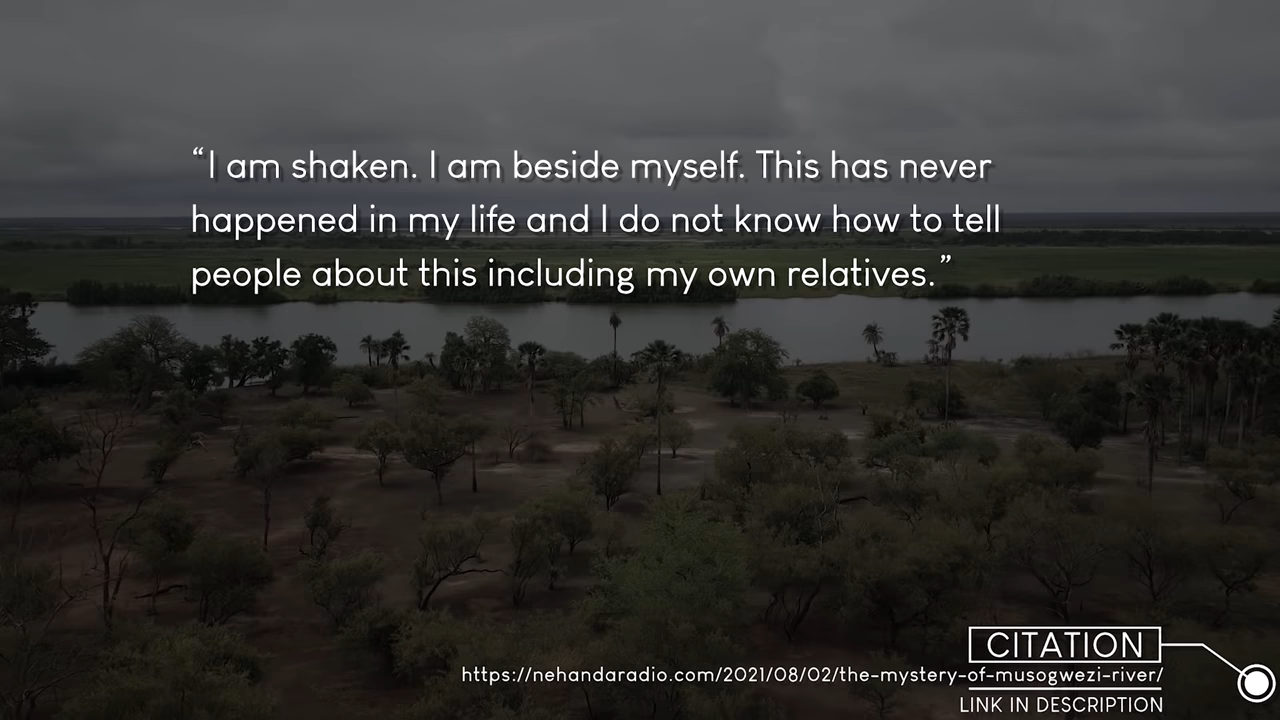 “I am shaken. I am beside myself. This has never
happened in my life and I do not know how to tell
people about this including my own relatives.”
CITATION
https://nehandaradio.com/2021/08/02/the-mystery-of-musogwezi-river/
LINK IN DESCRIPTION